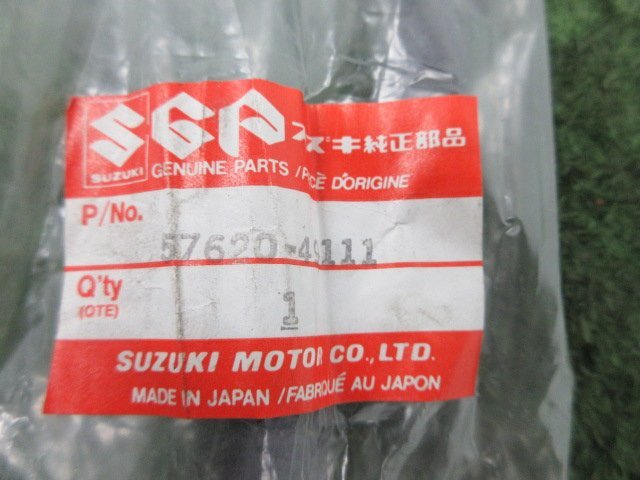 SUZUKI
SGP スズキ純正部品
GENUINE PARTS / PIÈCE D'ORIGINE
P/No.
57620-49111
Q'ty
(QTE)
1
SUZUKI MOTOR CO., LTD.
MADE IN JAPAN / FABRIQUÉ AU JAPON